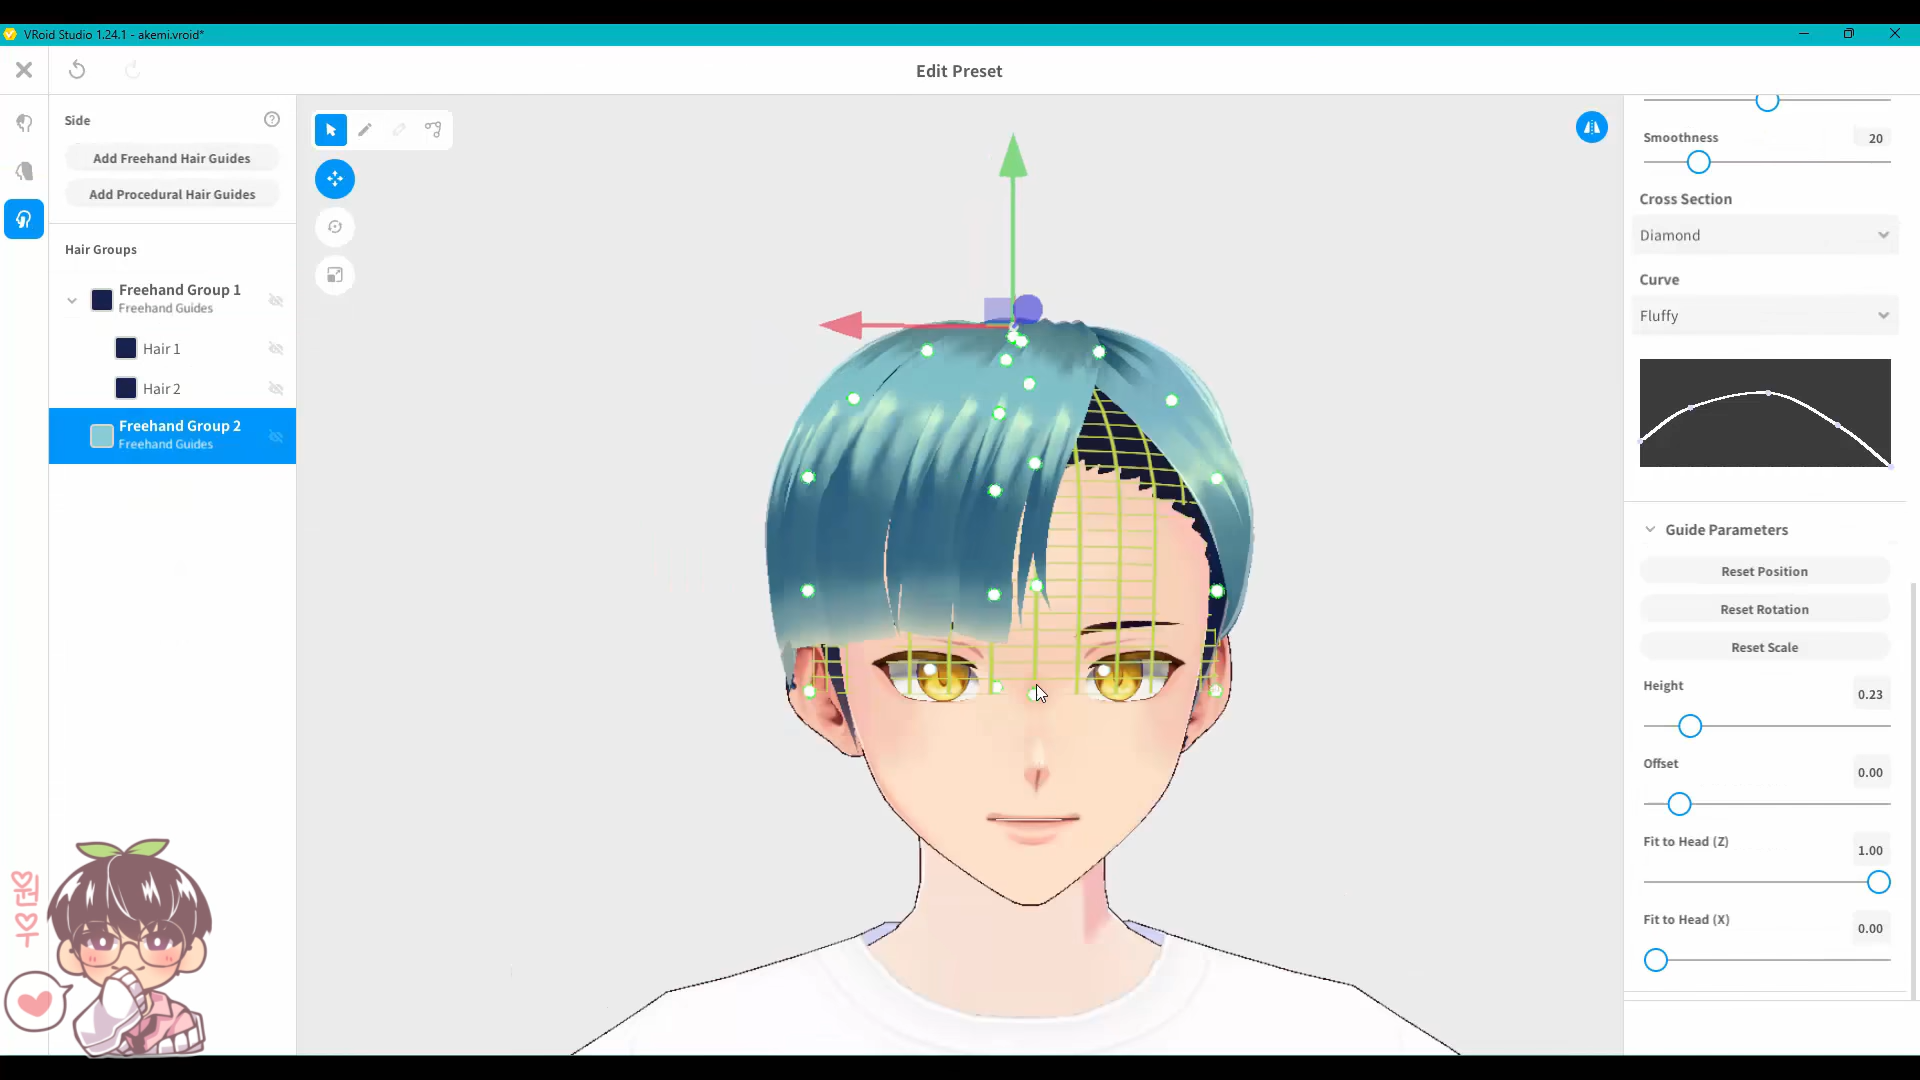 VRoid Studio 1.24.1 - akemi.vroid*
Edit Preset
Side
Add Freehand Hair Guides
Add Procedural Hair Guides
Hair Groups
Freehand Group 1
Freehand Guides
Hair 1
Hair 2
Freehand Group 2
Freehand Guides
Smoothness
20
Cross Section
Diamond
Curve
Fluffy
Guide Parameters
Reset Position
Reset Rotation
Reset Scale
Height
0.23
Offset
0.00
Fit to Head (Z)
1.00
Fit to Head (X)
0.00
원
우